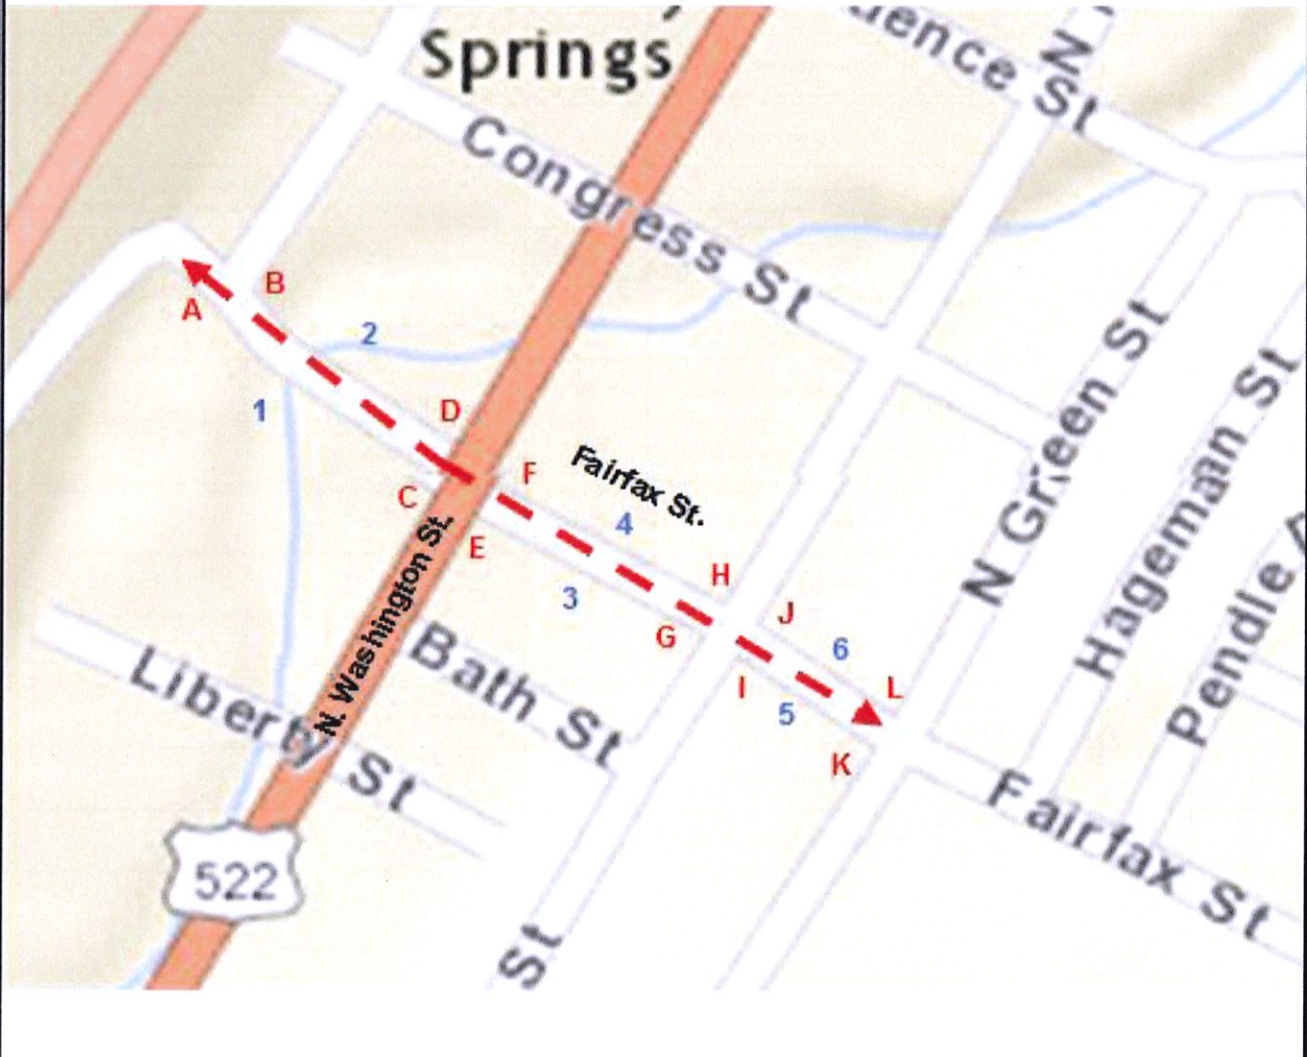 Springs
N
St
Congress St
B
A
2
1
D
Fairfax St.
F
C
4
E
H
3
G
J
6
I
5
L
K
N Green St
Hageman St
Pendle
N. Washington St.
Bath St
Liberty St
Fairfax St
522
St